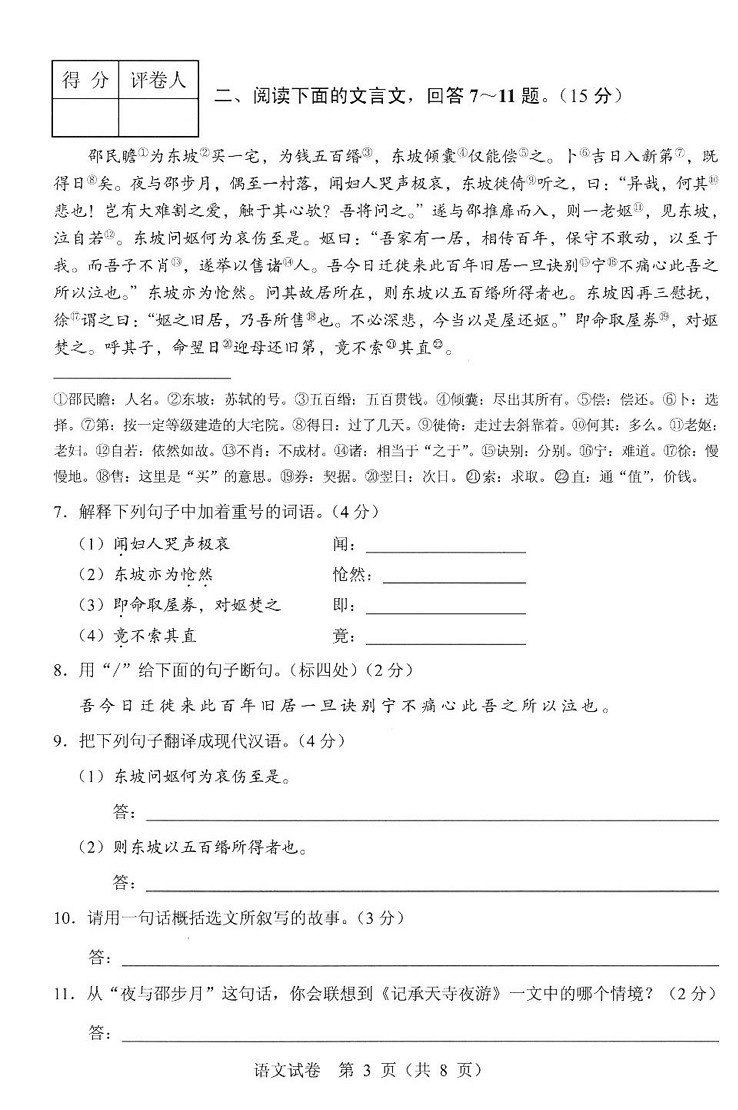 得 分 评卷人
二、阅读下面的文言文，回答 7～11 题。（15 分）
邵民瞻①为东坡②买一宅，为钱五百缗③，东坡倾囊④仅能偿⑤之。卜⑥吉日入新第⑦，既
得日⑧矣。夜与邵步月，偶至一村落，闻妇人哭声极哀，东坡徙倚⑨听之，曰：“异哉，何其⑩
悲也！岂有大难割之爱，触于其心欤？吾将问之。”遂与邵推扉而入，则一老妪⑪，见东坡，
泣自若⑫。东坡问妪何为哀伤至是。妪曰：“吾家有一居，相传百年，保守不敢动，以至于
我。而吾子不肖⑬，遂举以售诸⑭人。吾今日迁徙来此百年旧居一旦诀别⑮宁⑯不痛心此吾之
所以泣也。”东坡亦为怆然。问其故居所在，则东坡以五百缗所得者也。东坡因再三慰抚，
徐⑰谓之曰：“妪之旧居，乃吾所售⑱也。不必深悲，今当以是屋还妪。”即命取屋券⑲，对妪
焚之。呼其子，命翌日⑳迎母还旧第，竟不索㉑其直㉒。
①邵民瞻：人名。②东坡：苏轼的号。③五百缗：五百贯钱。④倾囊：尽出其所有。⑤偿：偿还。⑥卜：选
择。⑦第：按一定等级建造的大宅院。⑧得日：过了几天。⑨徙倚：走过去斜靠着。⑩何其：多么。⑪老妪：
老妇。⑫自若：依然如故。⑬不肖：不成材。⑭诸：相当于“之于”。⑮诀别：分别。⑯宁：难道。⑰徐：慢
慢地。⑱售：这里是“买”的意思。⑲券：契据。⑳翌日：次日。㉑索：求取。㉒直：通“值”，价钱。
7．解释下列句子中加着重号的词语。（4 分）
（1）闻妇人哭声极哀 闻：
（2）东坡亦为怆然 怆然：
（3）即命取屋券，对妪焚之 即：
（4）竟不索其直 竟：
8．用“/”给下面的句子断句。（标四处）（2 分）
吾今日迁徙来此百年旧居一旦诀别宁不痛心此吾之所以泣也。
9．把下列句子翻译成现代汉语。（4 分）
（1）东坡问妪何为哀伤至是。
答：
（2）则东坡以五百缗所得者也。
答：
10．请用一句话概括选文所叙写的故事。（3 分）
答：
11．从“夜与邵步月”这句话，你会联想到《记承天寺夜游》一文中的哪个情境？（2 分）
答：
语文试卷 第 3 页（共 8 页）